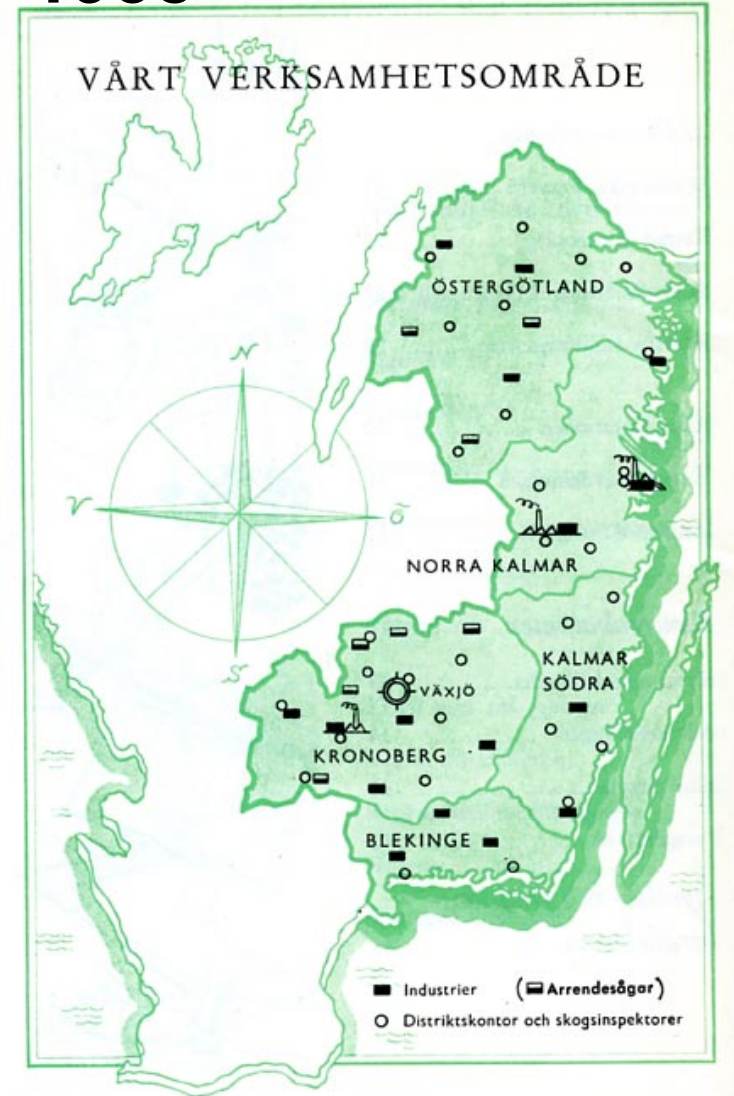 VÅRT VERKSAMHETSOMRÅDE
ÖSTERGÖTLAND
N
V
Ö
S
NORRA KALMAR
KALMAR
SÖDRA
VÄXJÖ
KRONOBERG
BLEKINGE
Industrier (Arrendesågar)
Distriktskontor och skogsinspektorer